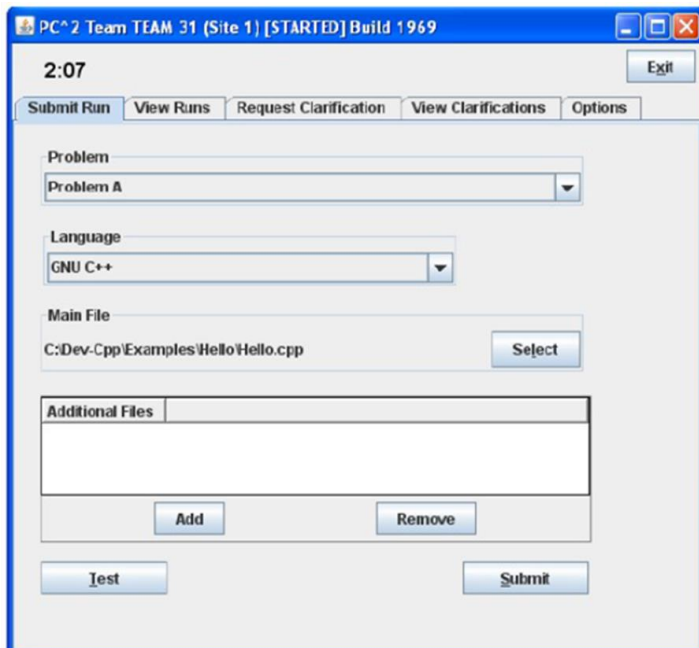 PC^2 Team TEAM 31 (Site 1) [STARTED] Build 1969
2:07
Exit
Submit Run View Runs Request Clarification View Clarifications Options
Problem
Problem A
Language
GNU C++
Main File
C:\Dev-Cpp\Examples\Hello\Hello.cpp Select
Additional Files
Add Remove
Test Submit